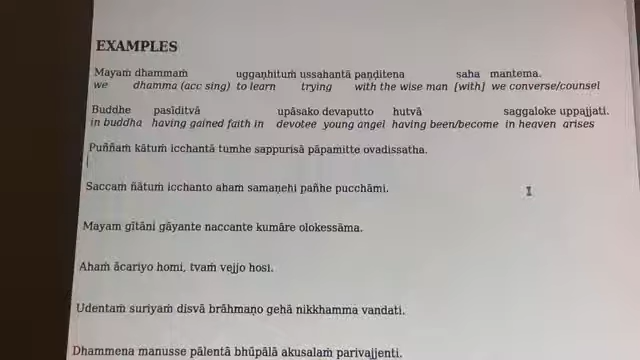 EXAMPLES
Mayaṁ dhammaṁ uggaṇhituṁ ussahantā paṇḍitena saha mantema.
we dhamma (acc sing) to learn trying with the wise man [with] we converse/counsel
Buddhe pasīditvā upāsako devaputto hutvā saggaloke uppajjati.
in buddha having gained faith in devotee young angel having been/become in heaven arises
Puññaṁ kātuṁ icchantā tumhe sappurisā pāpamitte ovadissatha.
Saccaṁ ñātuṁ icchanto ahaṁ samaṇehi pañhe pucchāmi.
Mayaṁ gītāni gāyante naccante kumāre olokessāma.
Ahaṁ ācariyo homi, tvaṁ vejjo hosi.
Udentaṁ suriyaṁ disvā brāhmaṇo gehā nikkhamma vandati.
Dhammena manusse pālentā bhūpālā akusalaṁ parivajjenti.